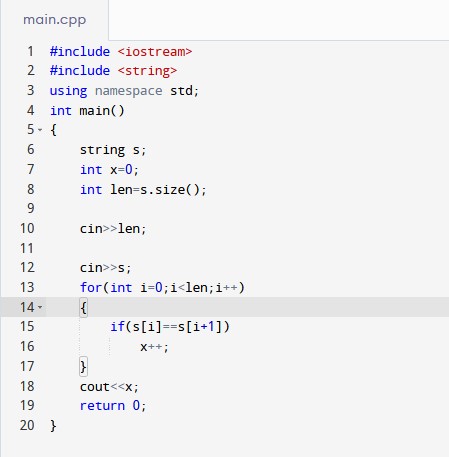 main.cpp
1 #include <iostream>
2 #include <string>
3 using namespace std;
4 int main()
5 {
6 string s;
7 int x=0;
8 int len=s.size();
9
10 cin>>len;
11
12 cin>>s;
13 for(int i=0;i<len;i++)
14 {
15 if(s[i]==s[i+1])
16 x++;
17 }
18 cout<<x;
19 return 0;
20 }